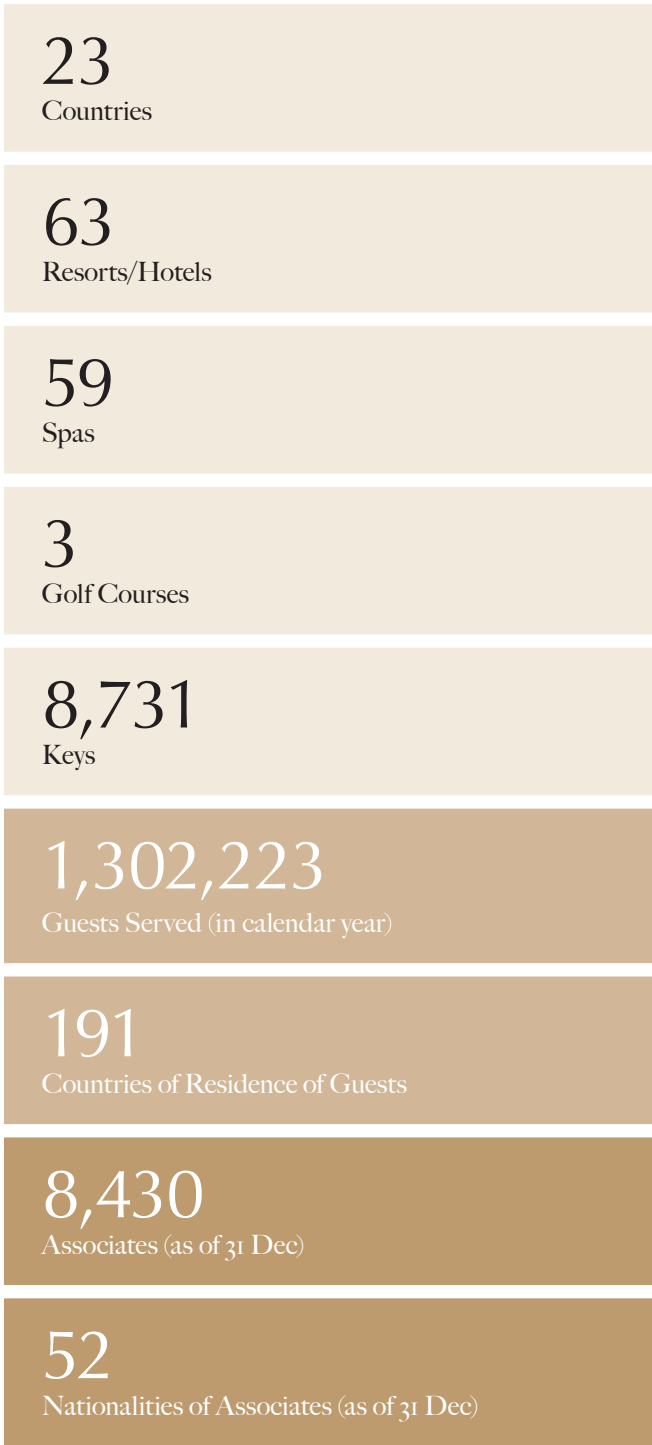 23
Countries
63
Resorts/Hotels
59
Spas
3
Golf Courses
8,731
Keys
1,302,223
Guests Served (in calendar year)
191
Countries of Residence of Guests
8,430
Associates (as of 31 Dec)
52
Nationalities of Associates (as of 31 Dec)